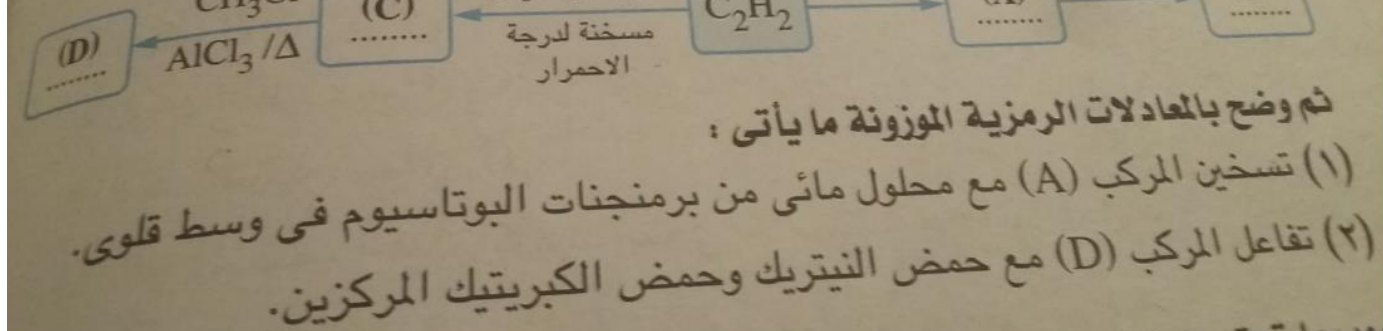 (C) ........
C₂H₂
........
........
(D) ........
AlCl₃ /Δ
مسخنة لدرجة
الاحمرار
ثم وضح بالمعادلات الرمزية الموزونة ما يأتى :
(١) تسخين المركب (A) مع محلول مائى من برمنجنات البوتاسيوم فى وسط قلوى.
(٢) تفاعل المركب (D) مع حمض النيتريك وحمض الكبريتيك المركزين.